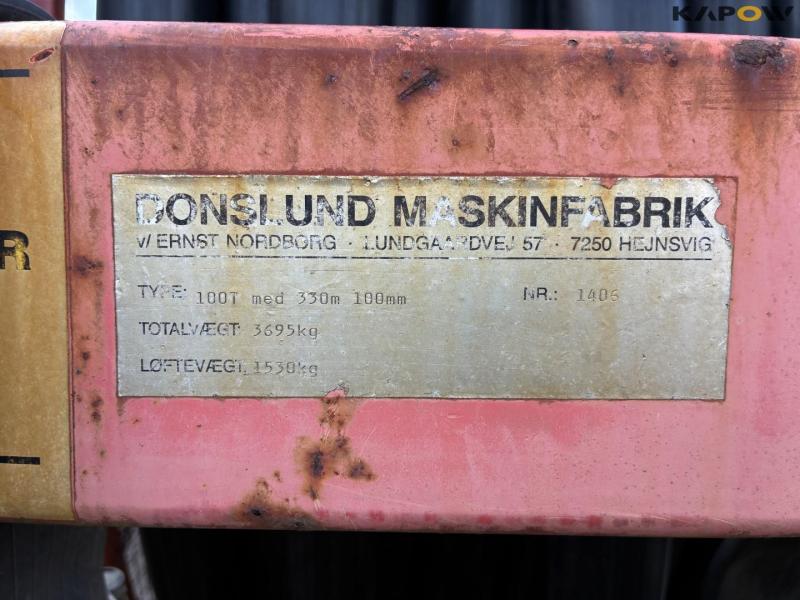 KAPOW
DONSLUND MASKINFABRIK
V/ ERNST NORDBORG · LUNDGAARDVEJ 57 · 7250 HEJNSVIG
TYPE: 100T med 330m 100mm NR.: 1406
TOTALVÆGT: 3695kg
LØFTEVÆGT: 1530kg
R